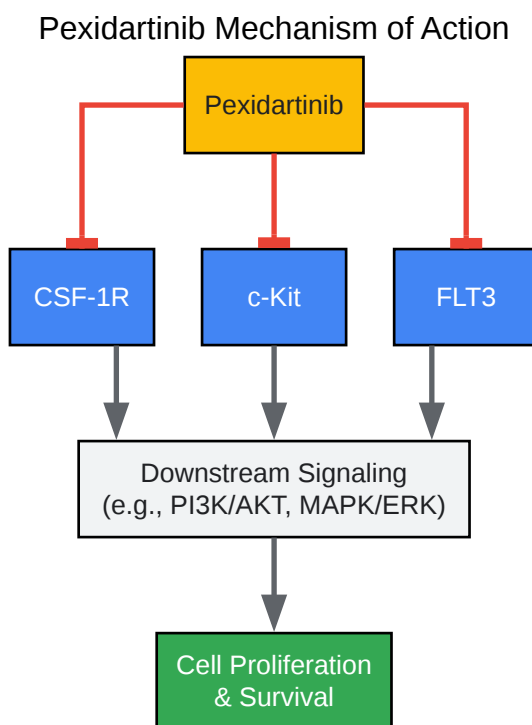 Pexidartinib Mechanism of Action
Pexidartinib
CSF-1R
c-Kit
FLT3
Downstream Signaling
(e.g., PI3K/AKT, MAPK/ERK)
Cell Proliferation
& Survival